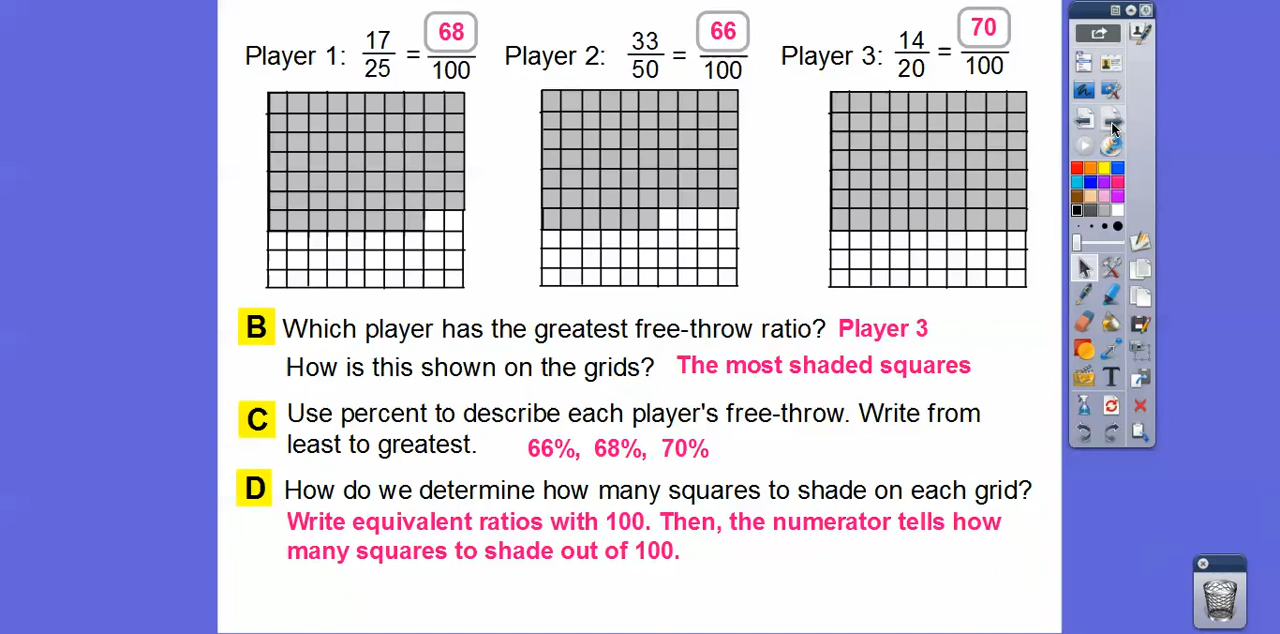 Player 1: 17/25 = 68/100 Player 2: 33/50 = 66/100 Player 3: 14/20 = 70/100
B Which player has the greatest free-throw ratio? Player 3
How is this shown on the grids? The most shaded squares
C Use percent to describe each player's free-throw. Write from
least to greatest. 66%, 68%, 70%
D How do we determine how many squares to shade on each grid?
Write equivalent ratios with 100. Then, the numerator tells how
many squares to shade out of 100.